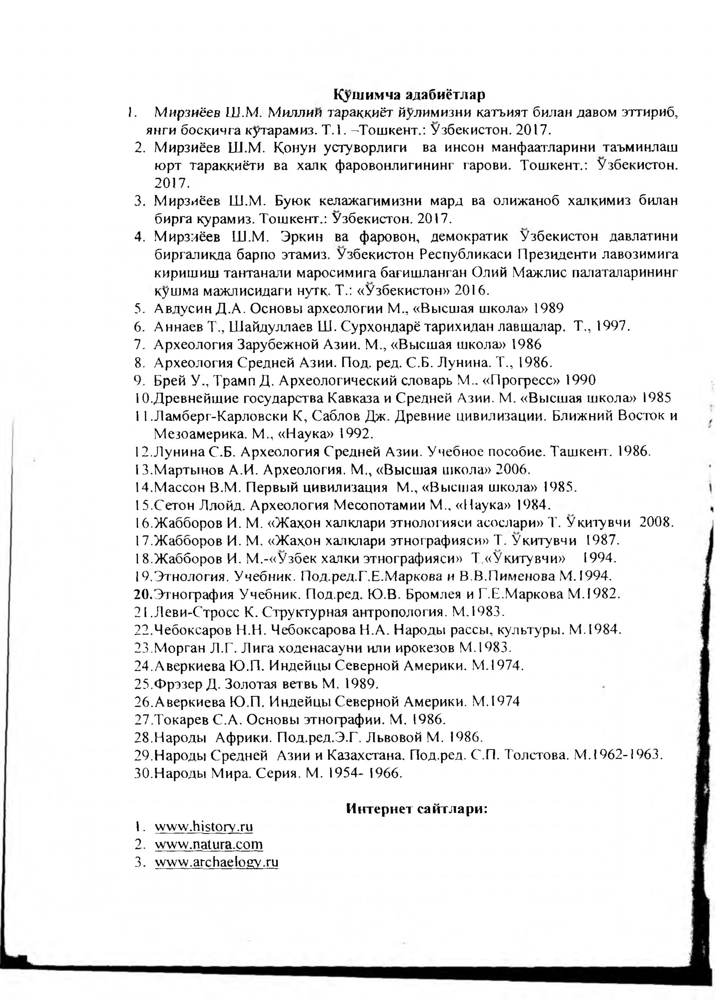 Қўшимча адабиётлар
1. Мирзиёев Ш.М. Миллий тараққиёт йўлимизни қатъият билан давом эттириб,
янги босқичга кўтарамиз. Т.1. –Тошкент.: Ўзбекистон. 2017.
2. Мирзиёев Ш.М. Қонун устуворлиги ва инсон манфаатларини таъминлаш
юрт тараққиёти ва халқ фаровонлигининг гарови. Тошкент.: Ўзбекистон.
2017.
3. Мирзиёев Ш.М. Буюк келажагимизни мард ва олижаноб халқимиз билан
бирга қурамиз. Тошкент.: Ўзбекистон. 2017.
4. Мирзиёев Ш.М. Эркин ва фаровон, демократик Ўзбекистон давлатини
биргаликда барпо этамиз. Ўзбекистон Республикаси Президенти лавозимига
киришиш тантанали маросимига бағишланган Олий Мажлис палаталарининг
қўшма мажлисидаги нутқ. Т.: «Ўзбекистон» 2016.
5. Авдусин Д.А. Основы археологии М., «Высшая школа» 1989
6. Аннаев Т., Шайдуллаев Ш. Сурхондарё тарихидан лавщалар. Т., 1997.
7. Археология Зарубежной Азии. М., «Высшая школа» 1986
8. Археология Средней Азии. Под. ред. С.Б. Лунина. Т., 1986.
9. Брей У., Трамп Д. Археологический словарь М.. «Прогресс» 1990
10.Древнейшие государства Кавказа и Средней Азии. М. «Высшая школа» 1985
11.Ламберг-Карловски К, Саблов Дж. Древние цивилизации. Ближний Восток и
Мезоамерика. М., «Наука» 1992.
12.Лунина С.Б. Археология Средней Азии. Учебное пособие. Ташкент. 1986.
13.Мартынов А.И. Археология. М., «Высшая школа» 2006.
14.Массон В.М. Первый цивилизация М., «Высшая школа» 1985.
15.Сетон Ллойд. Археология Месопотамии М., «Наука» 1984.
16.Жабборов И. М. «Жаҳон халқлари этнологияси асослари» Т. Ўқитувчи 2008.
17.Жабборов И. М. «Жаҳон халқлари этнографияси» Т. Ўқитувчи 1987.
18.Жабборов И. М.-«Ўзбек халқи этнографияси» Т.«Ўқитувчи» 1994.
19.Этнология. Учебник. Под.ред.Г.Е.Маркова и В.В.Пименова М.1994.
20.Этнография Учебник. Под.ред. Ю.В. Бромлея и Г.Е.Маркова М.1982.
21.Леви-Стросс К. Структурная антропология. М.1983.
22.Чебоксаров Н.Н. Чебоксарова Н.А. Народы рассы, культуры. М.1984.
23.Морган Л.Г. Лига ходенасауни или ирокезов М.1983.
24.Аверкиева Ю.П. Индейцы Северной Америки. М.1974.
25.Фрэзер Д. Золотая ветвь М. 1989.
26.Аверкиева Ю.П. Индейцы Северной Америки. М.1974
27.Токарев С.А. Основы этнографии. М. 1986.
28.Народы Африки. Под.ред.Э.Г. Львовой М. 1986.
29.Народы Средней Азии и Казахстана. Под.ред. С.П. Толстова. М.1962-1963.
30.Народы Мира. Серия. М. 1954- 1966.
Интернет сайтлари:
1. www.history.ru
2. www.natura.com
3. www.archaelogy.ru